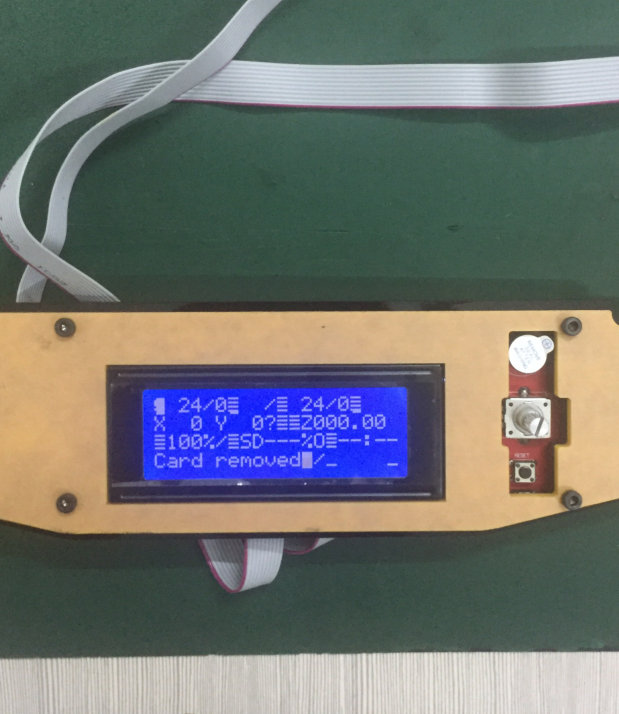 24/0≣ /≣ 24/0≣
X 0 Y 0?≣≣Z000.00
≣100%/≣SD---%O≣--:--
Card removed█/_ _
RESET